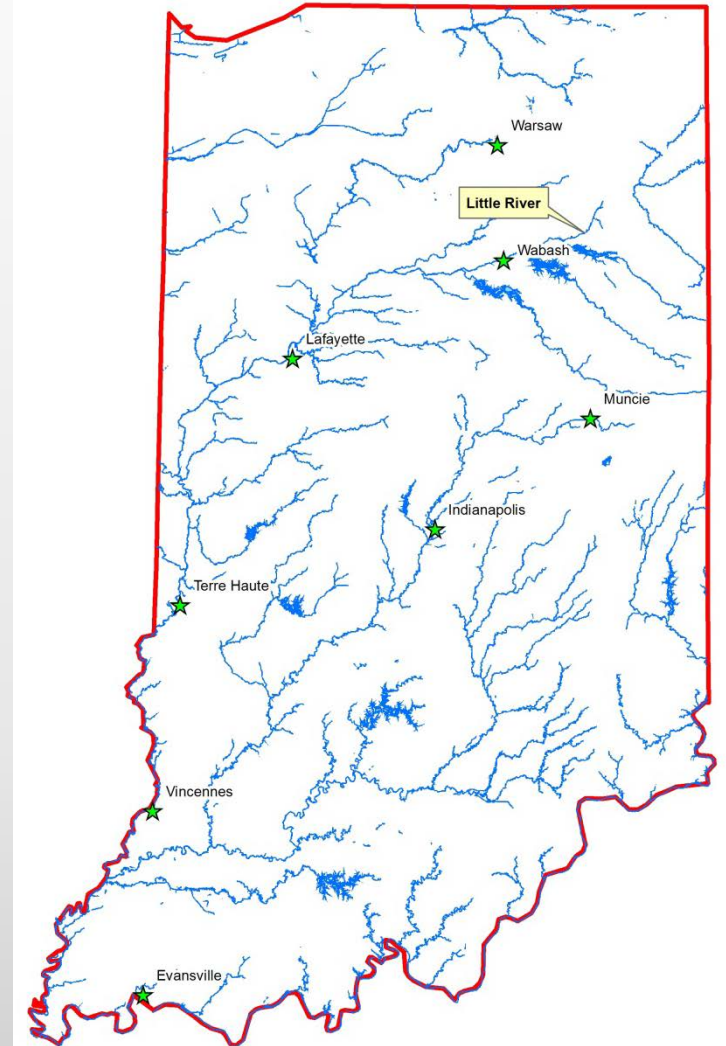 Warsaw
Little River
Wabash
Lafayette
Muncie
Indianapolis
Terre Haute
Vincennes
Evansville